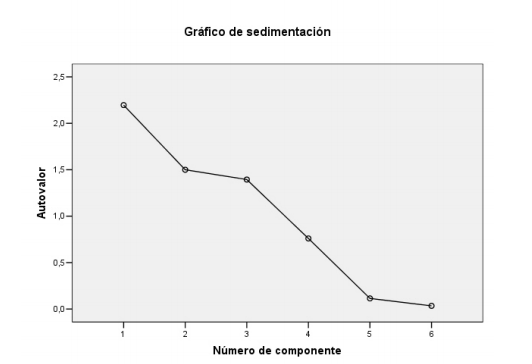 Gráfico de sedimentación
Autovalor
2,5
2,0
1,5
1,0
0,5
0,0
1 2 3 4 5 6
Número de componente